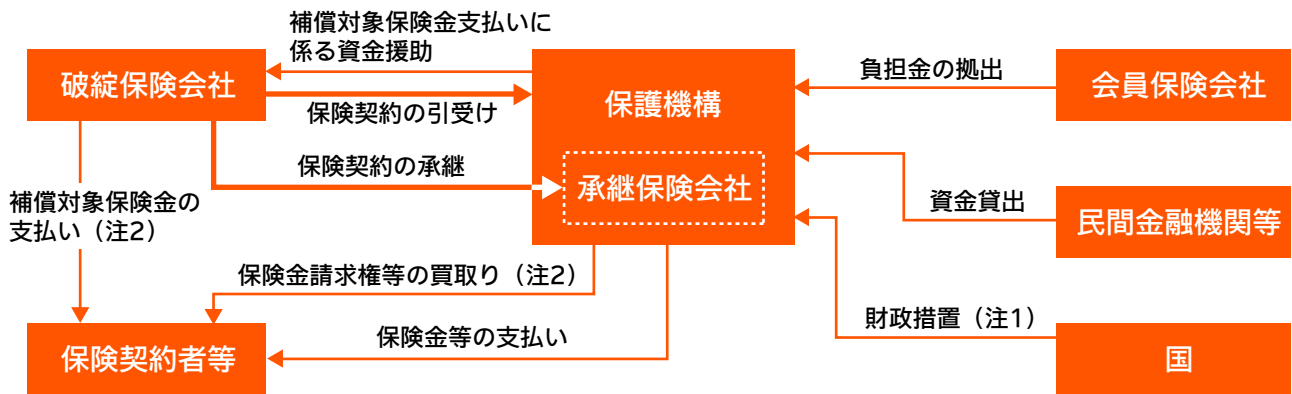 補償対象保険金支払いに
係る資金援助
破綻保険会社
保険契約の引受け
保険契約の承継
補償対象保険金の
支払い（注2）
保護機構
承継保険会社
負担金の拠出
会員保険会社
資金貸出
民間金融機関等
保険金請求権等の買取り（注2）
財政措置（注1）
保険金等の支払い
保険契約者等
国